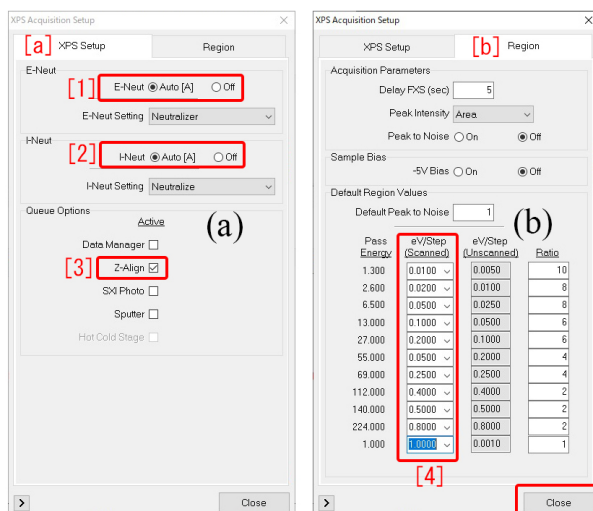 XPS Acquisition Setup
[a] XPS Setup Region
E-Neut
[1] E-Neut Auto [A] Off
E-Neut Setting Neutralizer
I-Neut
[2] I-Neut Auto [A] Off
I-Neut Setting Neutralize
Queue Options
Active
(a)
Data Manager
[3] Z-Align
SXI Photo
Sputter
Hot Cold Stage
> Close
XPS Acquisition Setup
XPS Setup [b] Region
Acquisition Parameters
Delay FXS (sec) 5
Peak Intensity Area
Peak to Noise On Off
Sample Bias
-5V Bias On Off
Default Region Values
Default Peak to Noise 1
(b)
Pass Energy eV/Step (Scanned) eV/Step (Unscanned) Ratio
1.300 0.0100 0.0050 10
2.600 0.0200 0.0100 8
6.500 0.0500 0.0250 8
13.000 0.1000 0.0500 6
27.000 0.2000 0.1000 6
55.000 0.0500 0.2000 4
69.000 0.2500 0.2500 4
112.000 0.4000 0.4000 2
140.000 0.5000 0.5000 2
224.000 0.8000 0.8000 2
1.000 1.0000 0.0010 1
[4]
> Close